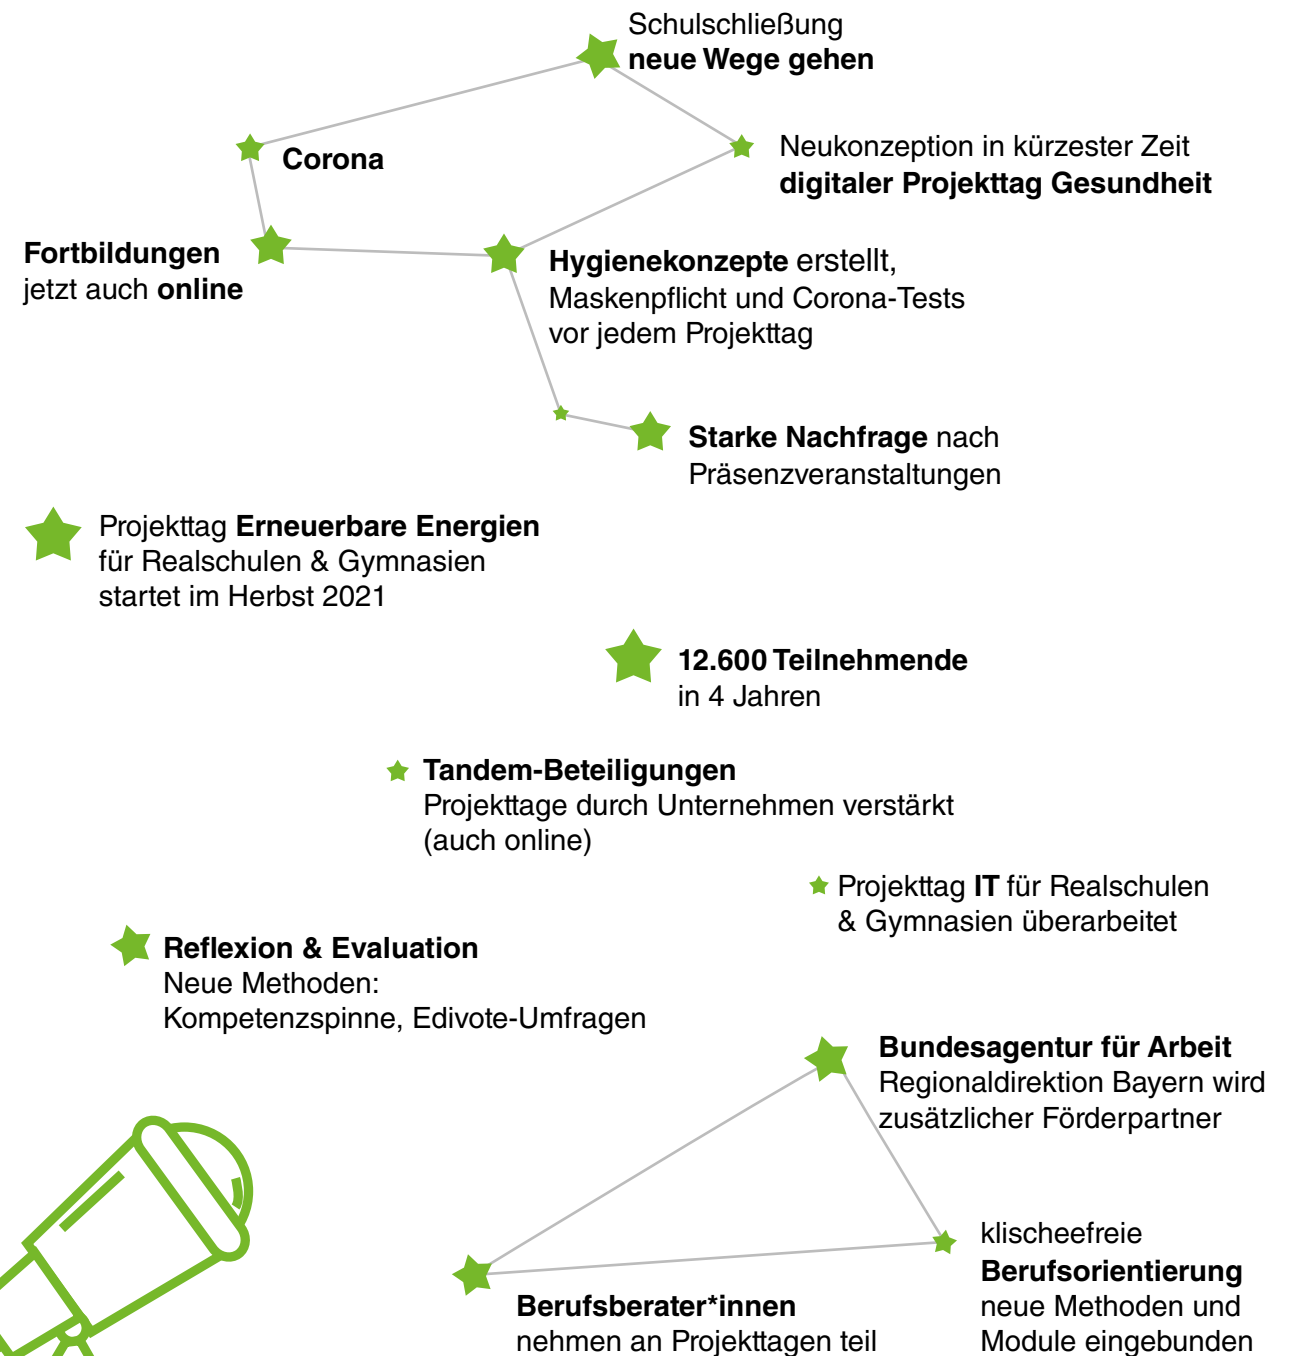 Schulschließung
neue Wege gehen
Corona
Neukonzeption in kürzester Zeit
digitaler Projekttag Gesundheit
Fortbildungen
jetzt auch online
Hygienekonzepte erstellt,
Maskenpflicht und Corona-Tests
vor jedem Projekttag
Starke Nachfrage nach
Präsenzveranstaltungen
Projekttag Erneuerbare Energien
für Realschulen & Gymnasien
startet im Herbst 2021
12.600 Teilnehmende
in 4 Jahren
Tandem-Beteiligungen
Projekttage durch Unternehmen verstärkt
(auch online)
Projekttag IT für Realschulen
& Gymnasien überarbeitet
Reflexion & Evaluation
Neue Methoden:
Kompetenzspinne, Edivote-Umfragen
Bundesagentur für Arbeit
Regionaldirektion Bayern wird
zusätzlicher Förderpartner
klischeefreie
Berufsorientierung
neue Methoden und
Module eingebunden
Berufsberater*innen
nehmen an Projekttagen teil